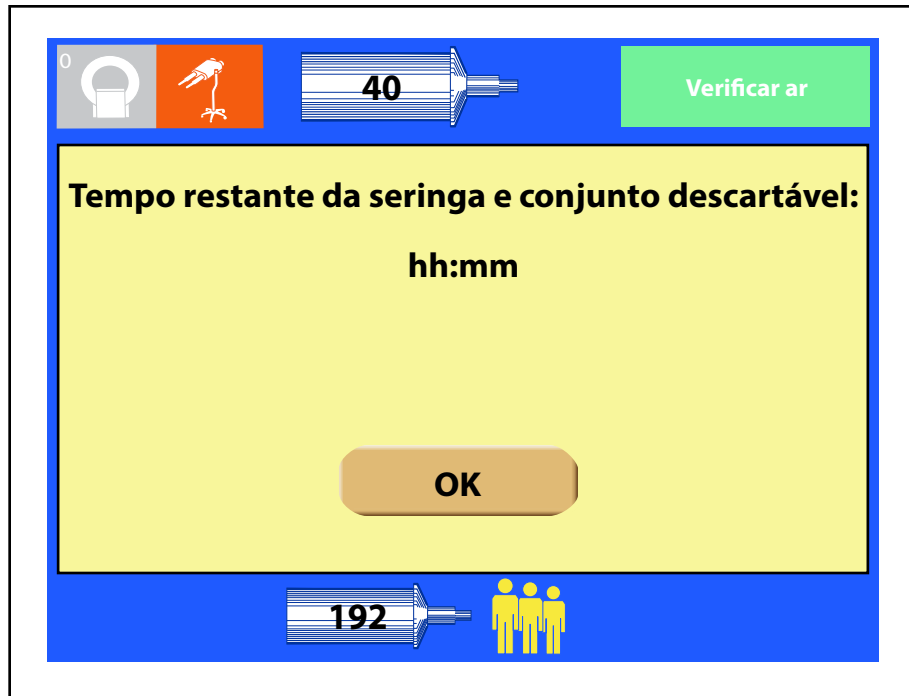 0
40
Verificar ar
Tempo restante da seringa e conjunto descartável:
hh:mm
OK
192